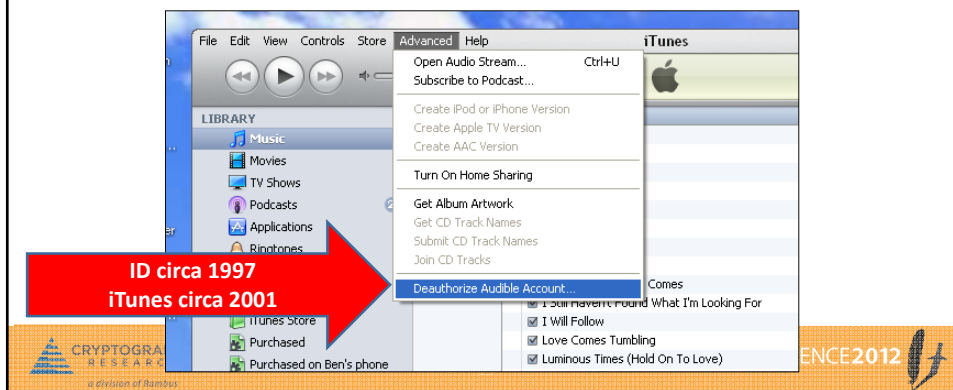 File Edit View Controls Store Advanced Help iTunes
Open Audio Stream... Ctrl+U
Subscribe to Podcast...
Create iPod or iPhone Version
Create Apple TV Version
Create AAC Version
Turn On Home Sharing
Get Album Artwork
Get CD Track Names
Submit CD Track Names
Join CD Tracks
Deauthorize Audible Account...
LIBRARY
Music
Movies
TV Shows
Podcasts
Applications
Ringtones
ID circa 1997
iTunes circa 2001
iTunes Store
Purchased
Purchased on Ben's phone
Comes
I Still Haven't Found What I'm Looking For
I Will Follow
Love Comes Tumbling
Luminous Times (Hold On To Love)
CRYPTOGRA
RESEARC
a division of Rambus
ENCE2012